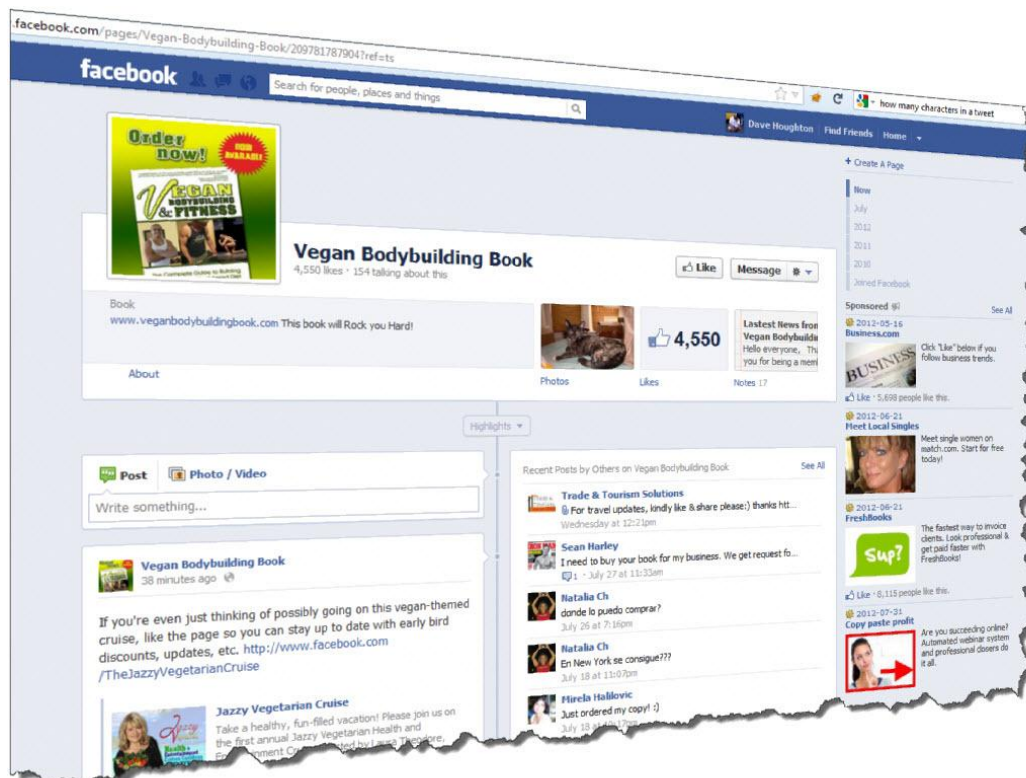 .facebook.com/pages/Vegan-Bodybuilding-Book/209781787904?ref=ts
how many characters in a tweet
facebook
Search for people, places and things
Dave Houghton Find Friends Home
Order now!
NOW AVAILABLE
VEGAN
BODYBUILDING
& FITNESS
Vegan Bodybuilding Book
4,550 likes · 154 talking about this
Like
Message
Book
www.veganbodybuildingbook.com This book will Rock you Hard!
About
Photos
4,550
Likes
Lastest News from
Vegan Bodybuildin
Hello everyone, Tha
you for being a mem
Notes 17
Highlights
Post
Photo / Video
Write something...
Vegan Bodybuilding Book
38 minutes ago
If you're even just thinking of possibly going on this vegan-themed
cruise, like the page so you can stay up to date with early bird
discounts, updates, etc. http://www.facebook.com
/TheJazzyVegetarianCruise
Jazzy Vegetarian Cruise
Take a healthy, fun-filled vacation! Please join us on
the first annual Jazzy Vegetarian Health and
Recent Posts by Others on Vegan Bodybuilding Book
See All
Trade & Tourism Solutions
For travel updates, kindly like & share please:) thanks htt...
Wednesday at 12:21pm
Sean Harley
I need to buy your book for my business. We get request fo...
1 · July 27 at 11:33am
Natalia Ch
donde lo puedo comprar?
July 26 at 7:16pm
Natalia Ch
En New York se consigue???
July 18 at 11:07pm
Mirela Halilovic
Just ordered my copy! :)
+ Create A Page
Now
July
2012
2011
2010
Joined Facebook
Sponsored
See All
2012-05-16
Business.com
BUSINESS
Click "Like" below if you
follow business trends.
Like · 5,698 people like this.
2012-06-21
Meet Local Singles
Meet single women on
match.com. Start for free
today!
2012-06-21
FreshBooks
Sup?
The fastest way to invoice
clients. Look professional &
get paid faster with
FreshBooks!
Like · 8,115 people like this.
2012-07-31
Copy paste profit
Are you succeeding online?
Automated webinar system
and professional closers do
it all.